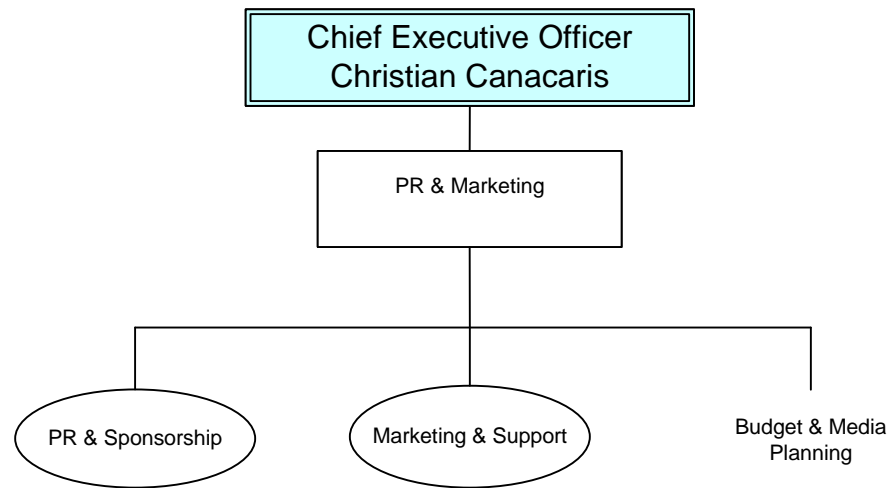 Chief Executive Officer
Christian Canacaris
PR & Marketing
PR & Sponsorship
Marketing & Support
Budget & Media
Planning